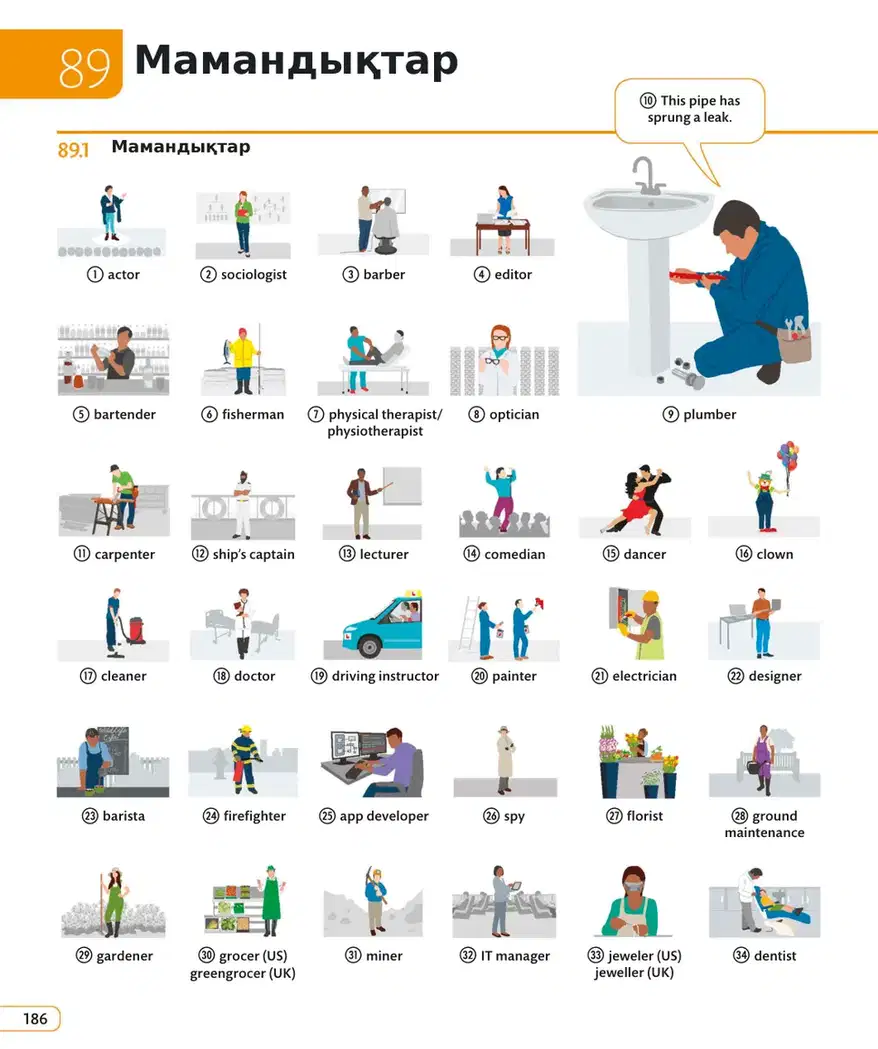 89 Мамандықтар
⑩ This pipe has
sprung a leak.
89.1 Мамандықтар
① actor
② sociologist
③ barber
④ editor
⑤ bartender
⑥ fisherman
⑦ physical therapist/
physiotherapist
⑧ optician
⑨ plumber
⑪ carpenter
⑫ ship's captain
⑬ lecturer
⑭ comedian
⑮ dancer
⑯ clown
⑰ cleaner
⑱ doctor
⑲ driving instructor
⑳ painter
㉑ electrician
㉒ designer
㉓ barista
㉔ firefighter
㉕ app developer
㉖ spy
㉗ florist
㉘ ground
maintenance
㉙ gardener
㉚ grocer (US)
greengrocer (UK)
㉛ miner
㉜ IT manager
㉝ jeweler (US)
jeweller (UK)
㉞ dentist
186